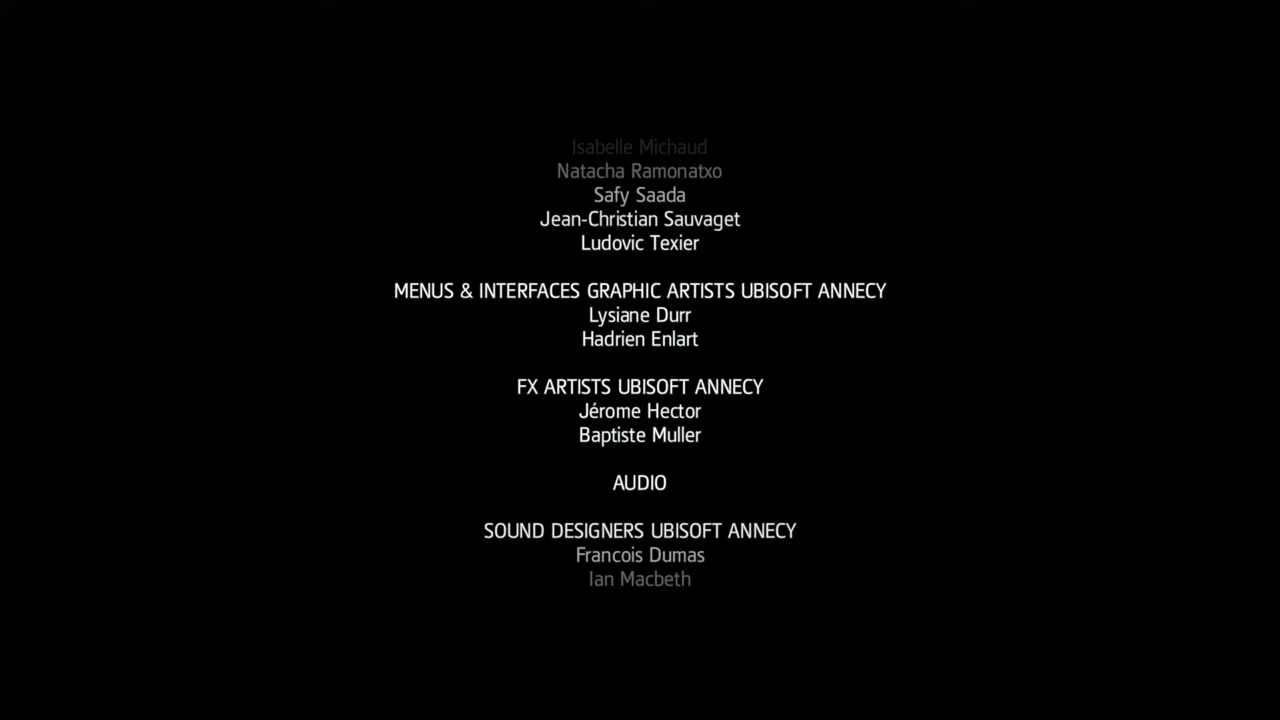 Isabelle Michaud
Natacha Ramonatxo
Safy Saada
Jean-Christian Sauvaget
Ludovic Texier
MENUS & INTERFACES GRAPHIC ARTISTS UBISOFT ANNECY
Lysiane Durr
Hadrien Enlart
FX ARTISTS UBISOFT ANNECY
Jérome Hector
Baptiste Muller
AUDIO
SOUND DESIGNERS UBISOFT ANNECY
Francois Dumas
Ian Macbeth